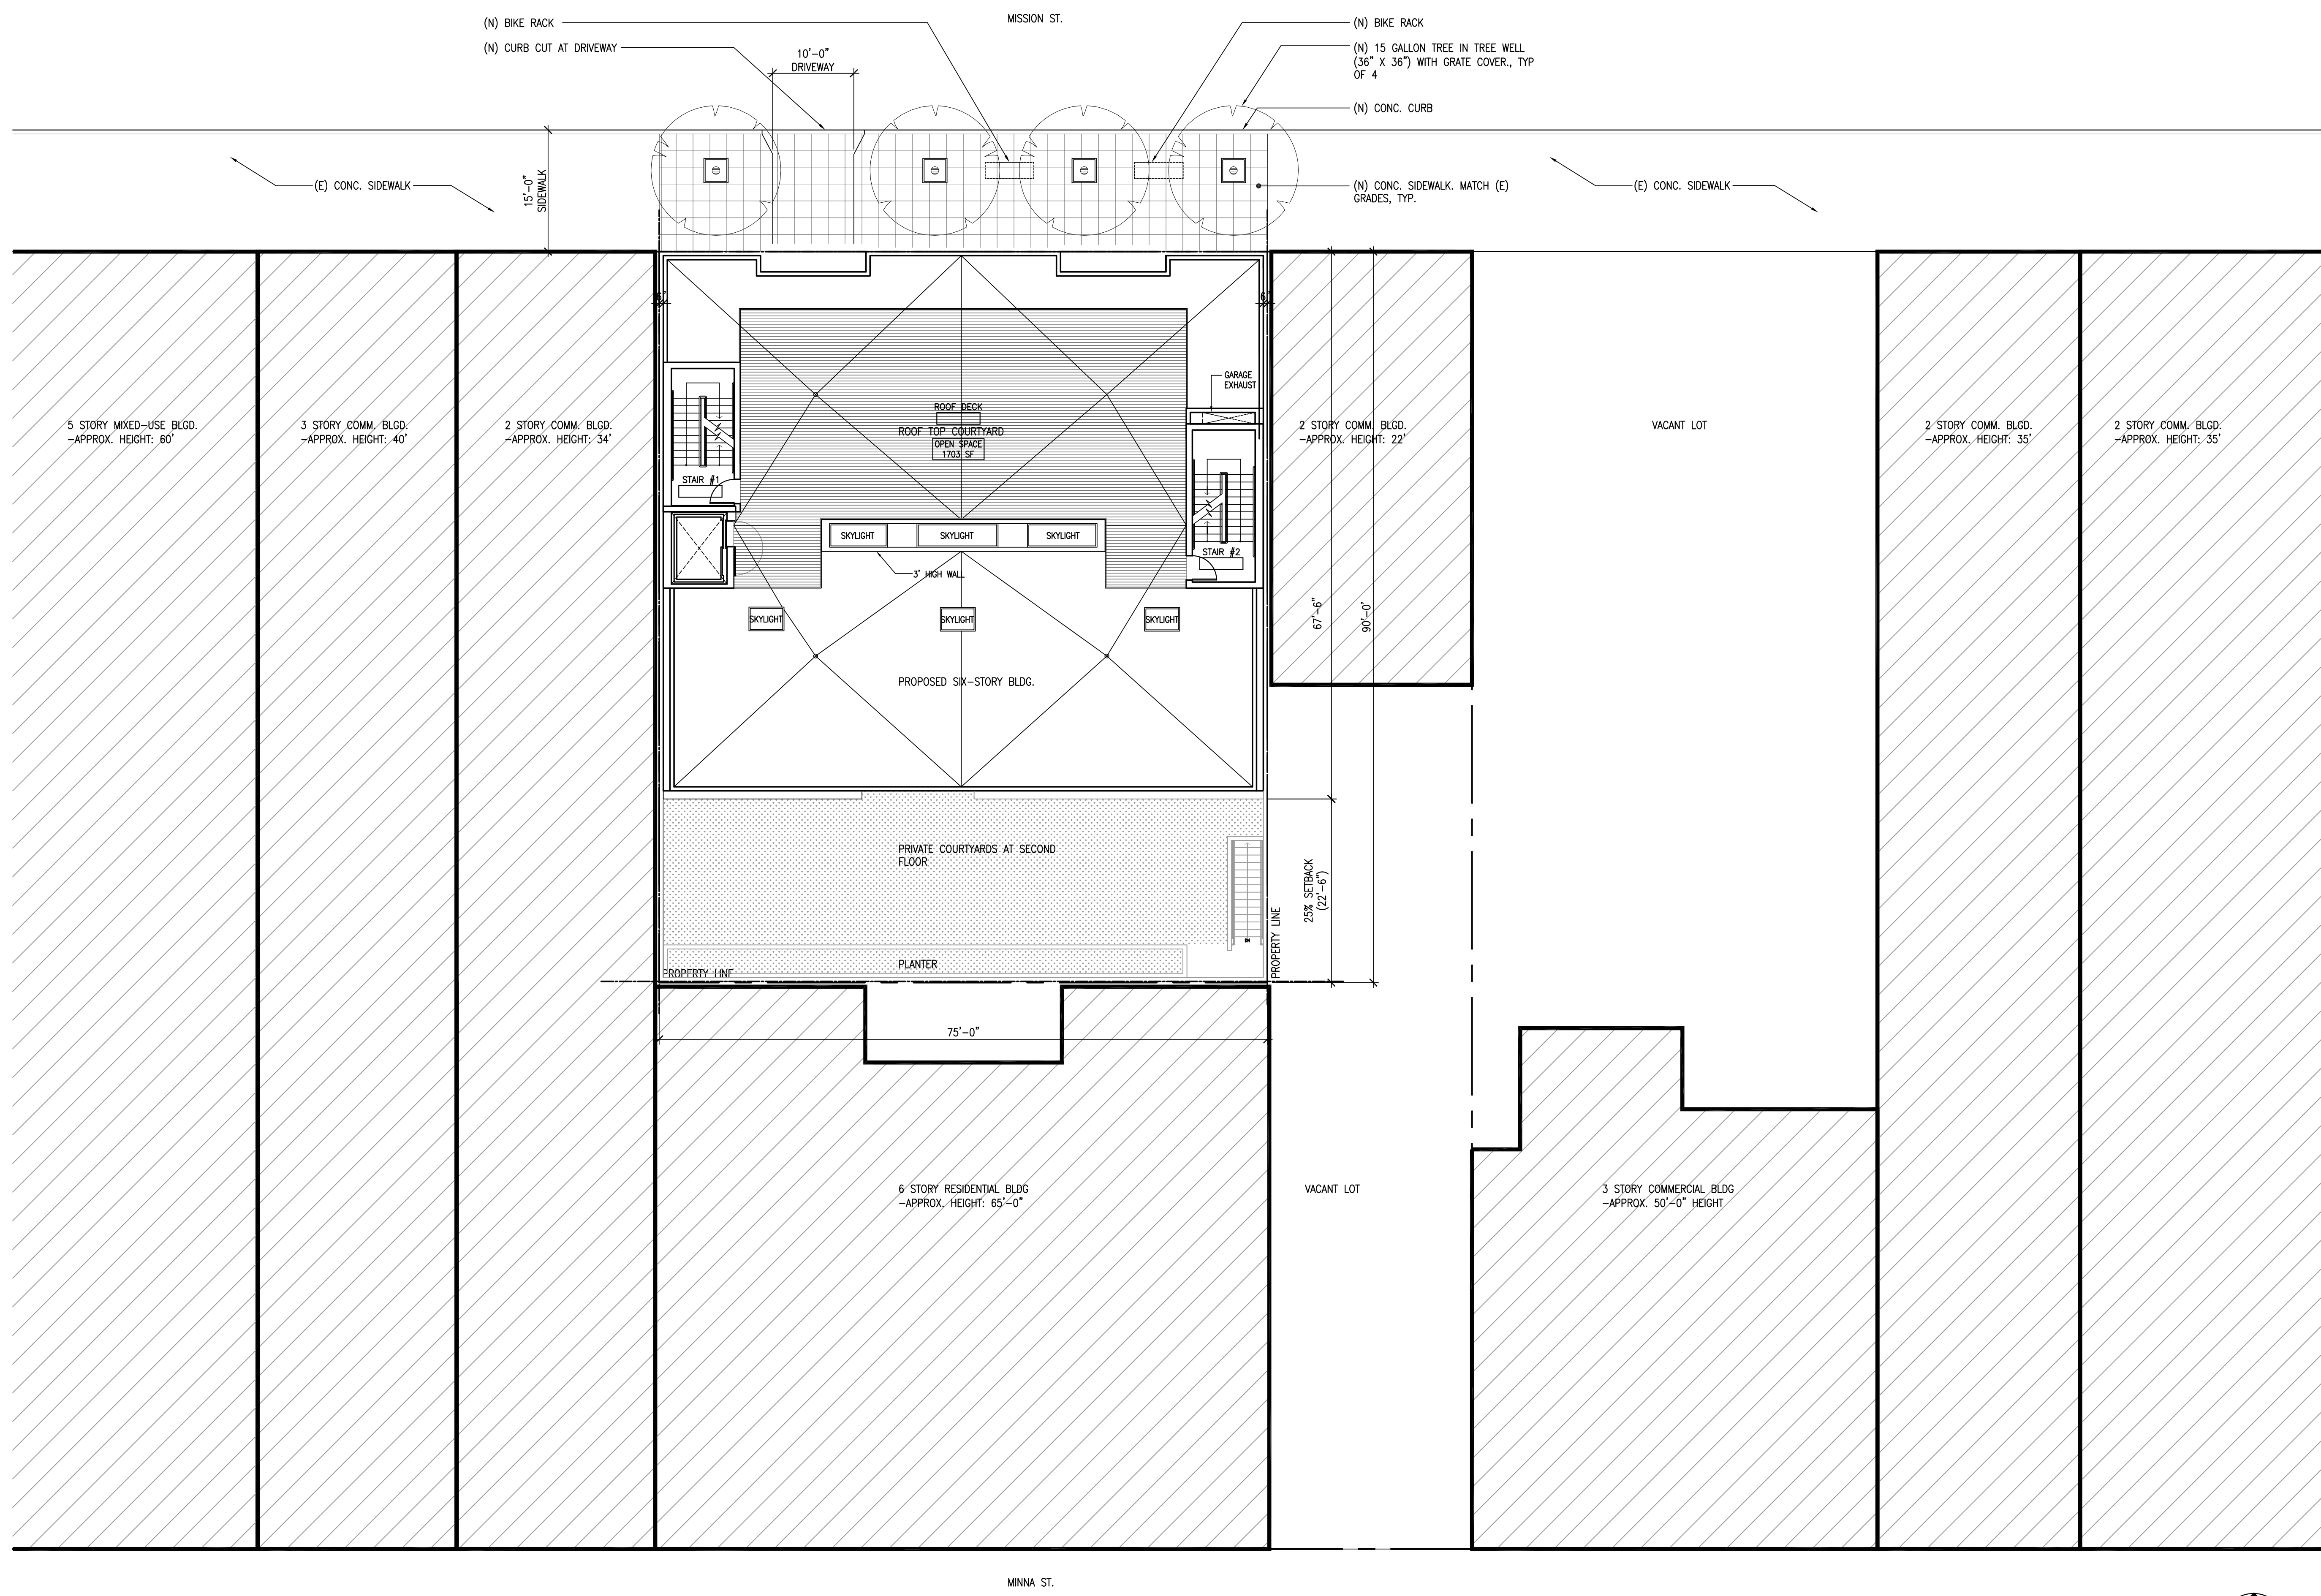 MISSION ST.
(N) BIKE RACK
(N) CURB CUT AT DRIVEWAY
10'-0"
DRIVEWAY
(N) BIKE RACK
(N) 15 GALLON TREE IN TREE WELL
(36" X 36") WITH GRATE COVER., TYP
OF 4
(N) CONC. CURB
(E) CONC. SIDEWALK
15'-0"
SIDEWALK
(N) CONC. SIDEWALK. MATCH (E)
GRADES, TYP.
(E) CONC. SIDEWALK
6"
6"
GARAGE
EXHAUST
5 STORY MIXED-USE BLGD.
-APPROX. HEIGHT: 60'
3 STORY COMM. BLGD.
-APPROX. HEIGHT: 40'
2 STORY COMM. BLGD.
-APPROX. HEIGHT: 34'
ROOF DECK
ROOF TOP COURTYARD
OPEN SPACE
1703 SF
2 STORY COMM. BLGD.
-APPROX. HEIGHT: 22'
VACANT LOT
2 STORY COMM. BLGD.
-APPROX. HEIGHT: 35'
2 STORY COMM. BLGD.
-APPROX. HEIGHT: 35'
STAIR #1
SKYLIGHT
SKYLIGHT
SKYLIGHT
STAIR #2
3' HIGH WALL
SKYLIGHT
SKYLIGHT
SKYLIGHT
67'-6"
90'-0'
PROPOSED SIX-STORY BLDG.
PRIVATE COURTYARDS AT SECOND
FLOOR
25% SETBACK
(22'-6")
DN
PROPERTY LINE
PLANTER
PROPERTY LINE
75'-0"
6 STORY RESIDENTIAL BLDG
-APPROX. HEIGHT: 65'-0"
VACANT LOT
3 STORY COMMERCIAL BLDG
-APPROX. 50'-0" HEIGHT
MINNA ST.